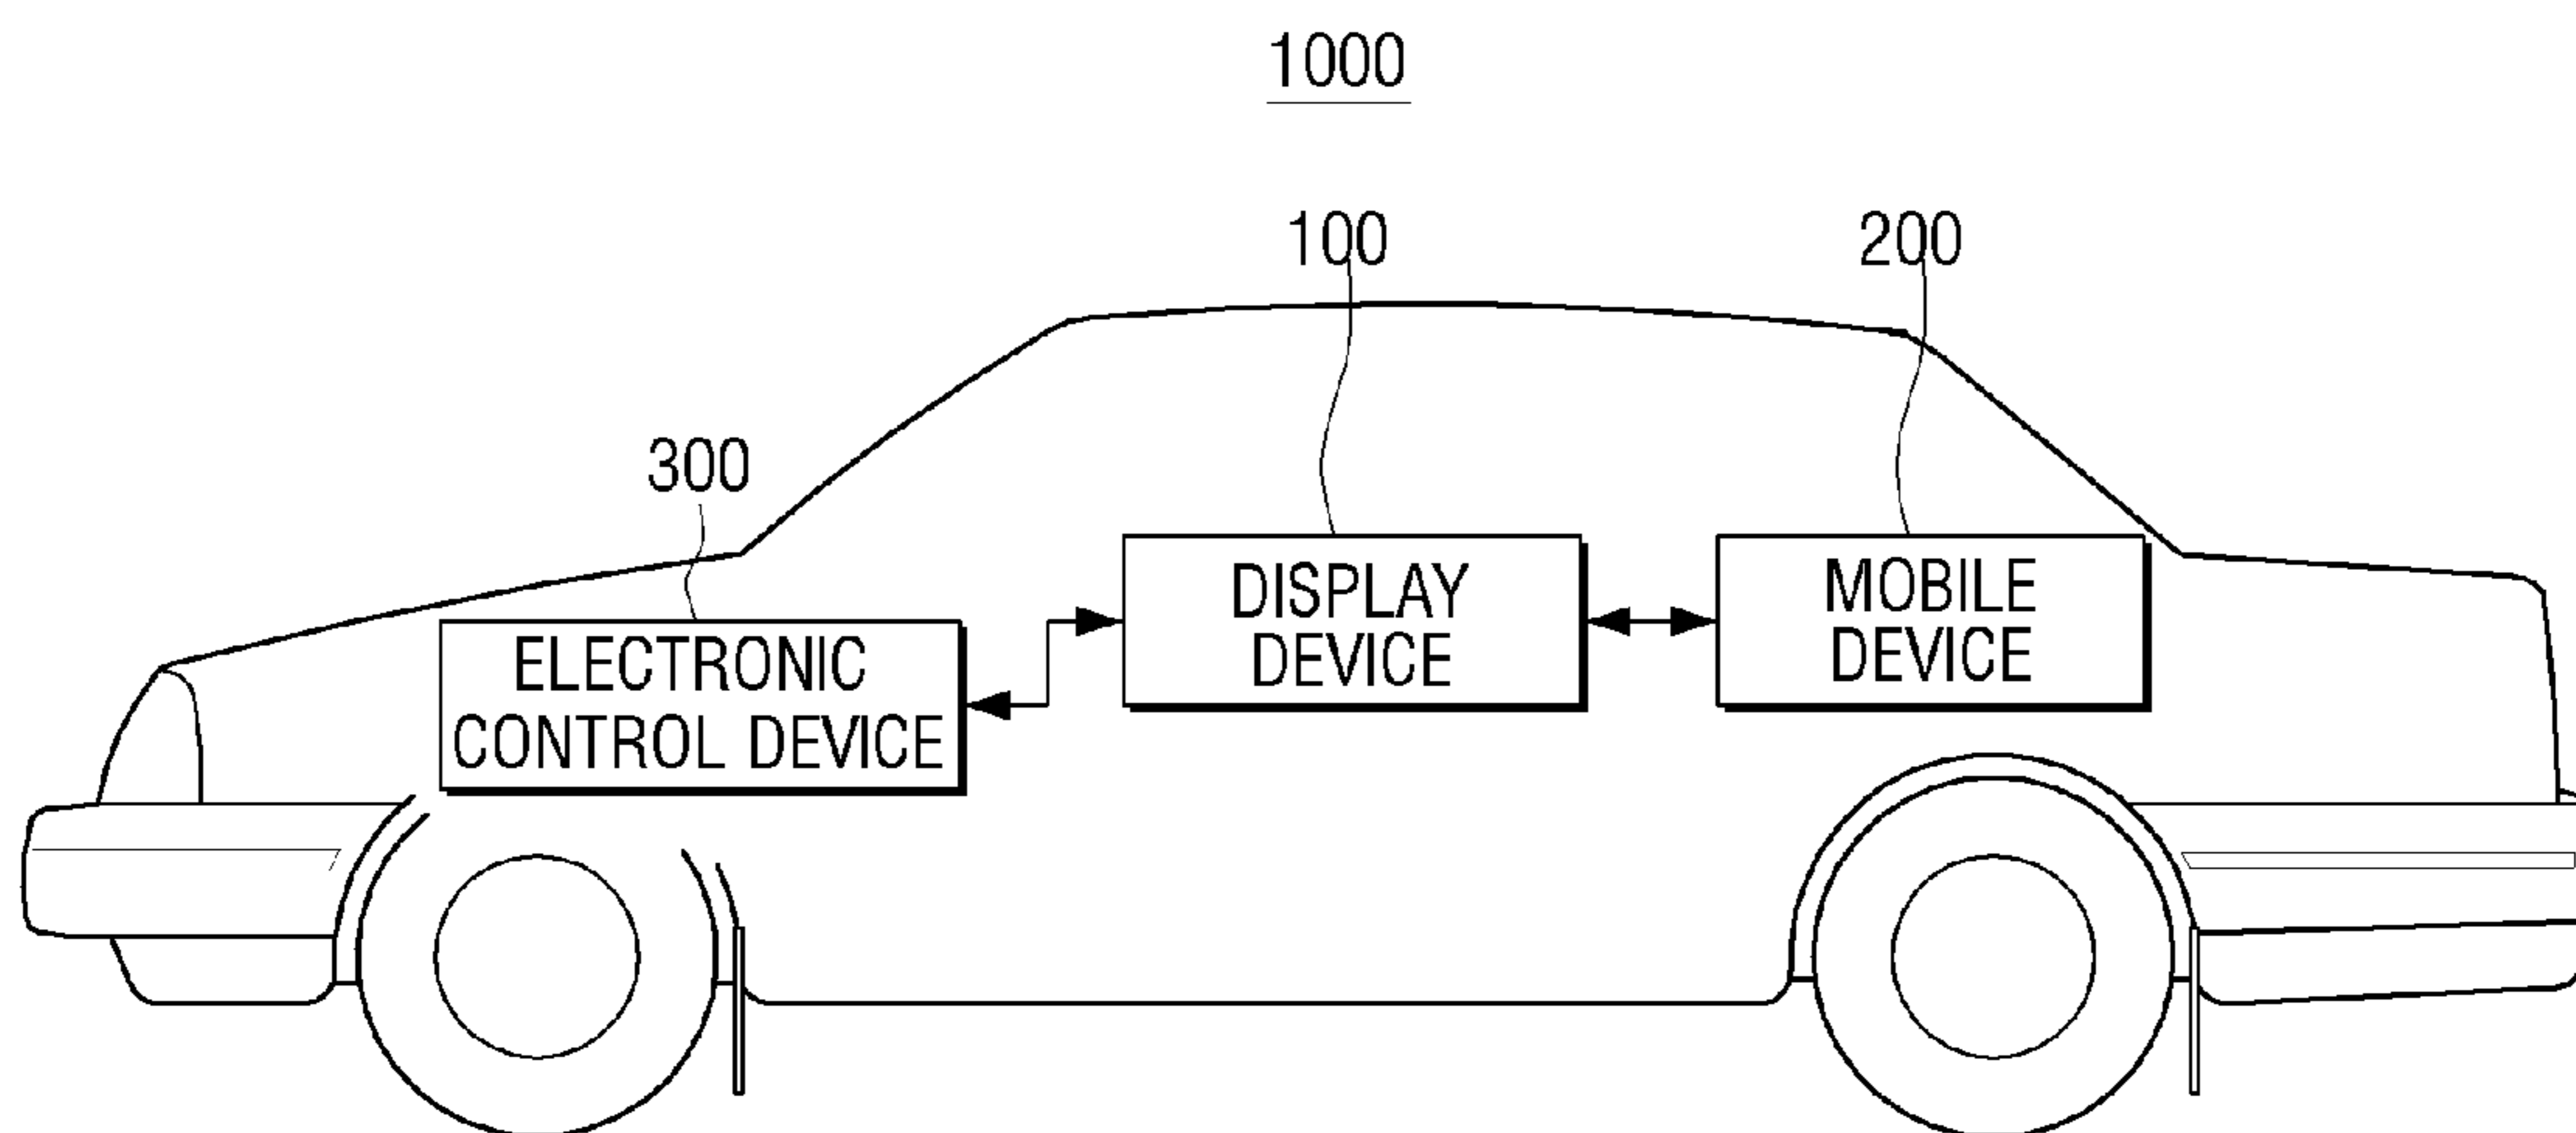 1000
100
200
300
DISPLAY
DEVICE
MOBILE
DEVICE
ELECTRONIC
CONTROL DEVICE